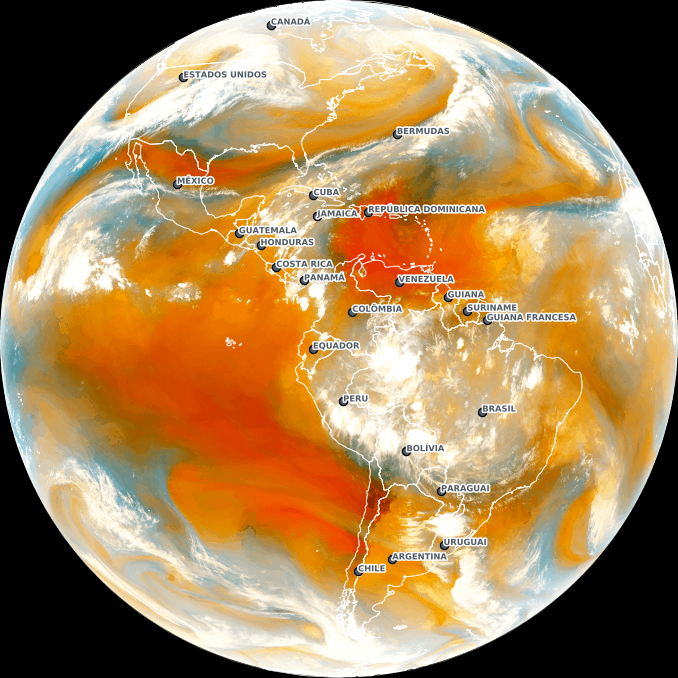 CANADÁ
ESTADOS UNIDOS
BERMUDAS
MÉXICO
CUBA
REPÚBLICA DOMINICANA
JAMAICA
GUATEMALA
HONDURAS
COSTA RICA
PANAMÁ
VENEZUELA
GUIANA
SURINAME
COLÔMBIA
GUIANA FRANCESA
EQUADOR
PERU
BRASIL
BOLÍVIA
PARAGUAI
URUGUAI
ARGENTINA
CHILE